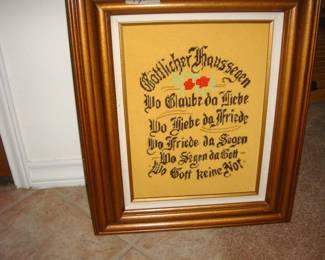 Göttlicher Haussegen
Wo Glaube da Liebe
Wo Liebe da Friede
Wo Friede da Segen
Wo Segen da Gott
Wo Gott keine Not.